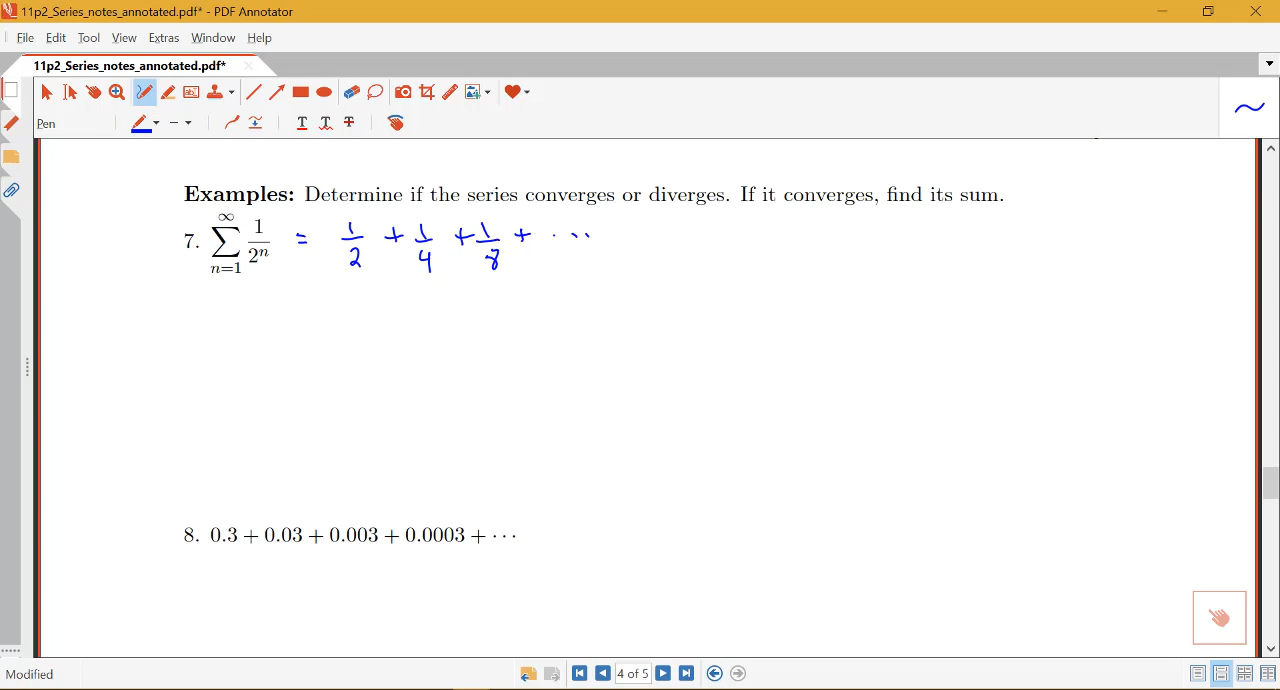 11p2_Series_notes_annotated.pdf* - PDF Annotator
File Edit Tool View Extras Window Help
11p2_Series_notes_annotated.pdf*
Pen
Examples: Determine if the series converges or diverges. If it converges, find its sum.
7. ∑_{n=1}^{∞} 1/2^n = 1/2 + 1/4 + 1/8 + ···
8. 0.3 + 0.03 + 0.003 + 0.0003 + ···
Modified 4 of 5